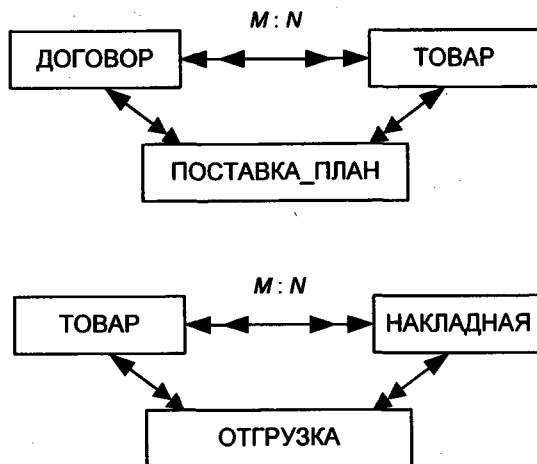 M : N
ДОГОВОР
ТОВАР
ПОСТАВКА_ПЛАН
M : N
ТОВАР
НАКЛАДНАЯ
ОТГРУЗКА